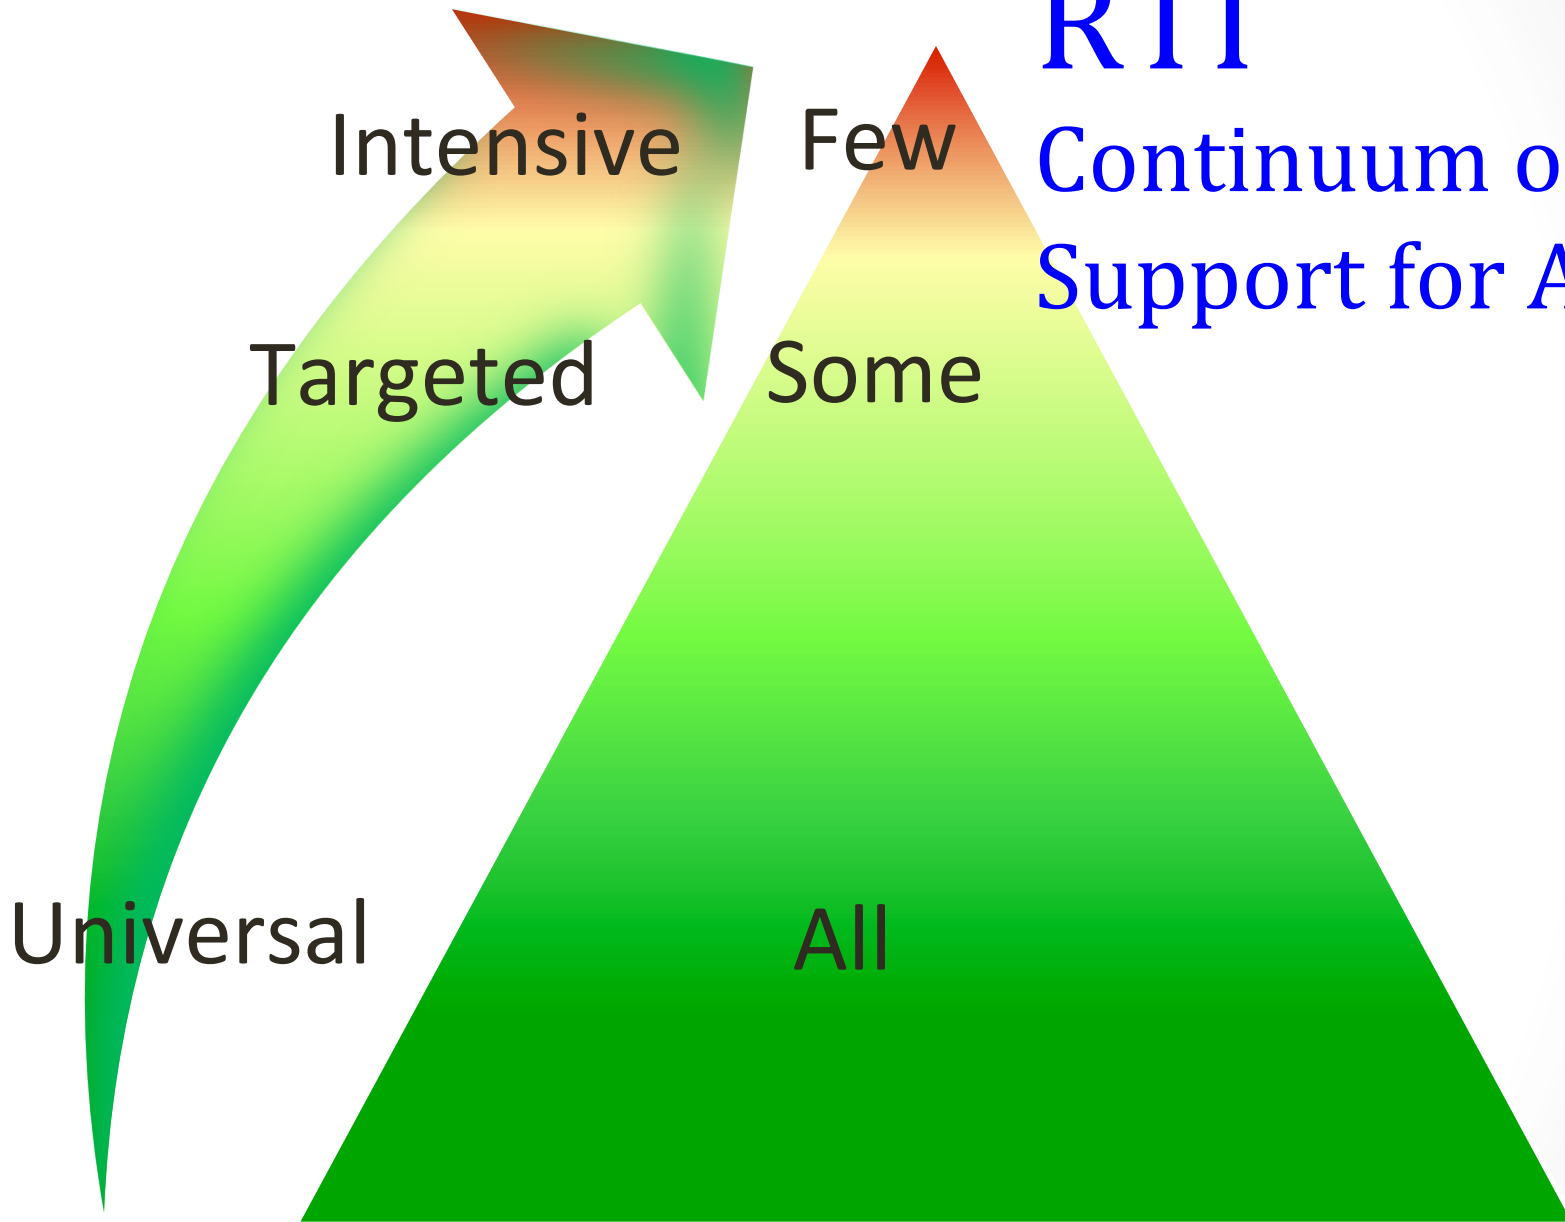 RTI
Continuum o
Support for A
Intensive Few
Targeted Some
Universal All